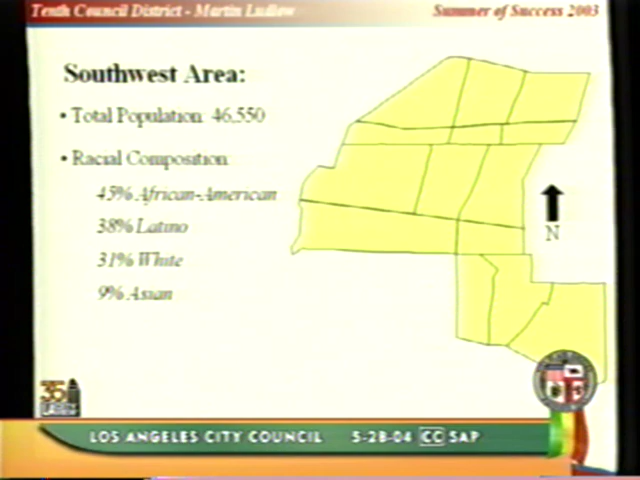 Tenth Council District - Martin Ludlow
Summer of Success 2003
Southwest Area:
• Total Population: 46,550
• Racial Composition
45% African-American
38% Latino
31% White
9% Asian
N
35
LOS ANGELES CITY COUNCIL 5-28-04 CC SAP